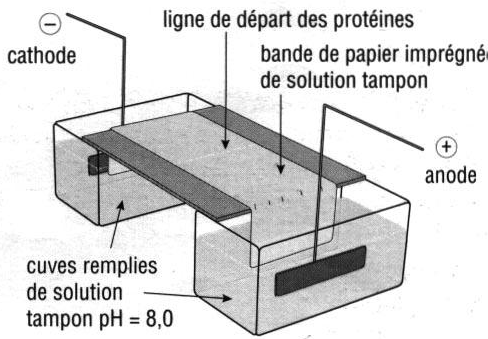 ligne de départ des protéines
−
cathode
bande de papier imprégnée
de solution tampon
+
anode
cuves remplies
de solution
tampon pH = 8,0